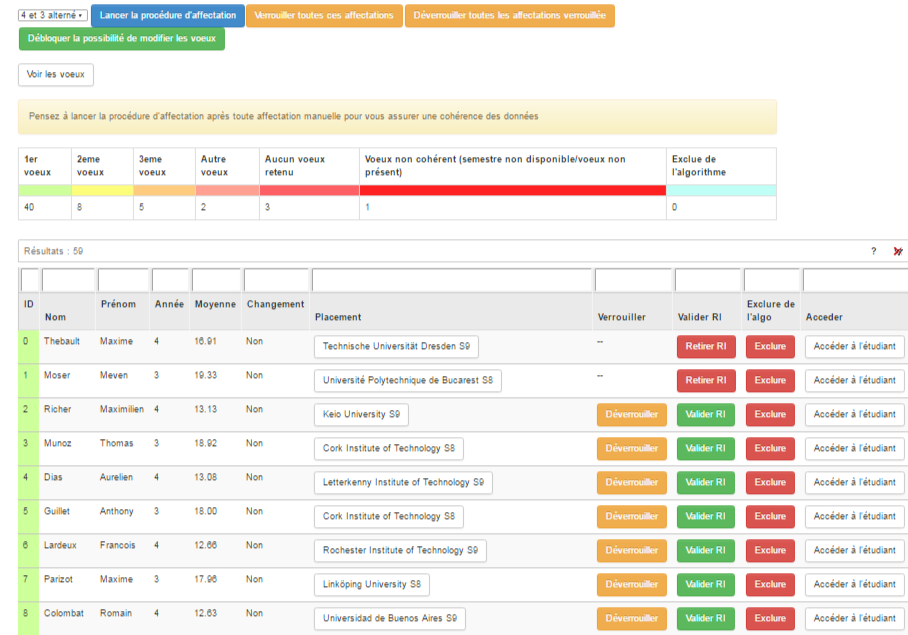 4 et 3 alterné Lancer la procédure d'affectation Verrouiller toutes ces affectations Déverrouiller toutes les affectations verrouillée
Débloquer la possibilité de modifier les voeux
Voir les voeux
Pensez à lancer la procédure d'affectation après toute affectation manuelle pour vous assurer une cohérence des données
1er voeux 2eme voeux 3eme voeux Autre voeux Aucun voeux retenu Voeux non cohérent (semestre non disponible/voeux non présent) Exclue de l'algorithme
40 8 5 2 3 1 0
Résultats : 59 ?
ID Nom Prénom Année Moyenne Changement Placement Verrouiller Valider RI Exclure de l'algo Acceder
0 Thebault Maxime 4 16.91 Non Technische Universität Dresden S9 -- Retirer RI Exclure Accéder à l'étudiant
1 Moser Meven 3 19.33 Non Université Polytechnique de Bucarest S8 -- Retirer RI Exclure Accéder à l'étudiant
2 Richer Maximilien 4 13.13 Non Keio University S9 Déverrouiller Valider RI Exclure Accéder à l'étudiant
3 Munoz Thomas 3 18.92 Non Cork Institute of Technology S8 Déverrouiller Valider RI Exclure Accéder à l'étudiant
4 Dias Aurelien 4 13.08 Non Letterkenny Institute of Technology S9 Déverrouiller Valider RI Exclure Accéder à l'étudiant
5 Guillet Anthony 3 18.00 Non Cork Institute of Technology S8 Déverrouiller Valider RI Exclure Accéder à l'étudiant
6 Lardeux Francois 4 12.66 Non Rochester Institute of Technology S9 Déverrouiller Valider RI Exclure Accéder à l'étudiant
7 Parizot Maxime 3 17.96 Non Linköping University S8 Déverrouiller Valider RI Exclure Accéder à l'étudiant
8 Colombat Romain 4 12.63 Non Universidad de Buenos Aires S9 Déverrouiller Valider RI Exclure Accéder à l'étudiant